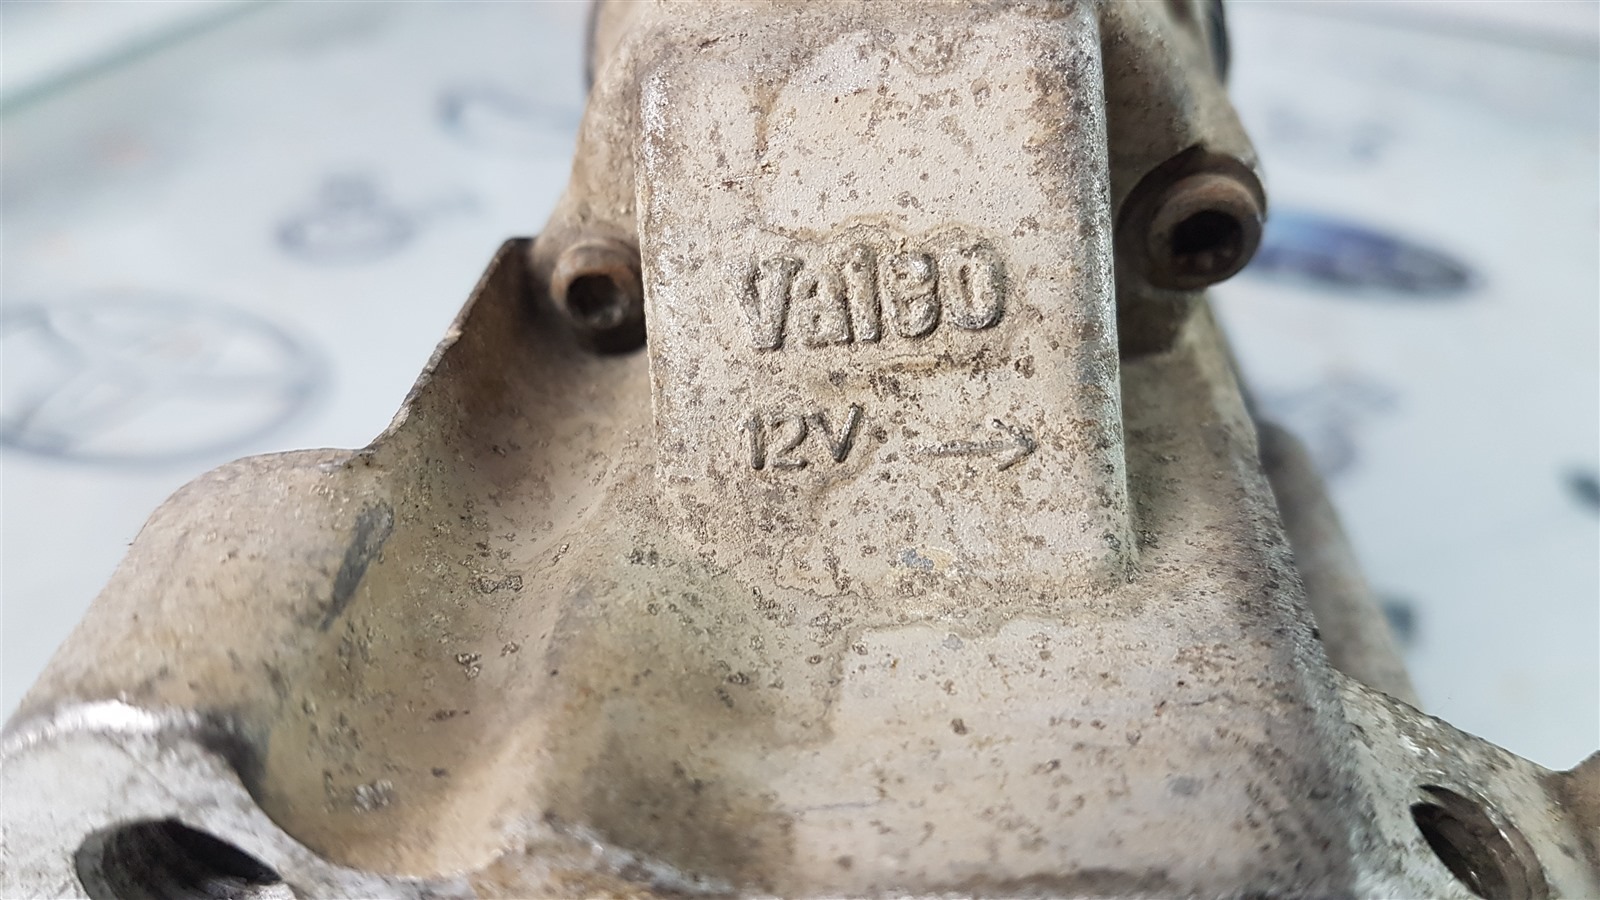 Valeo
12V →